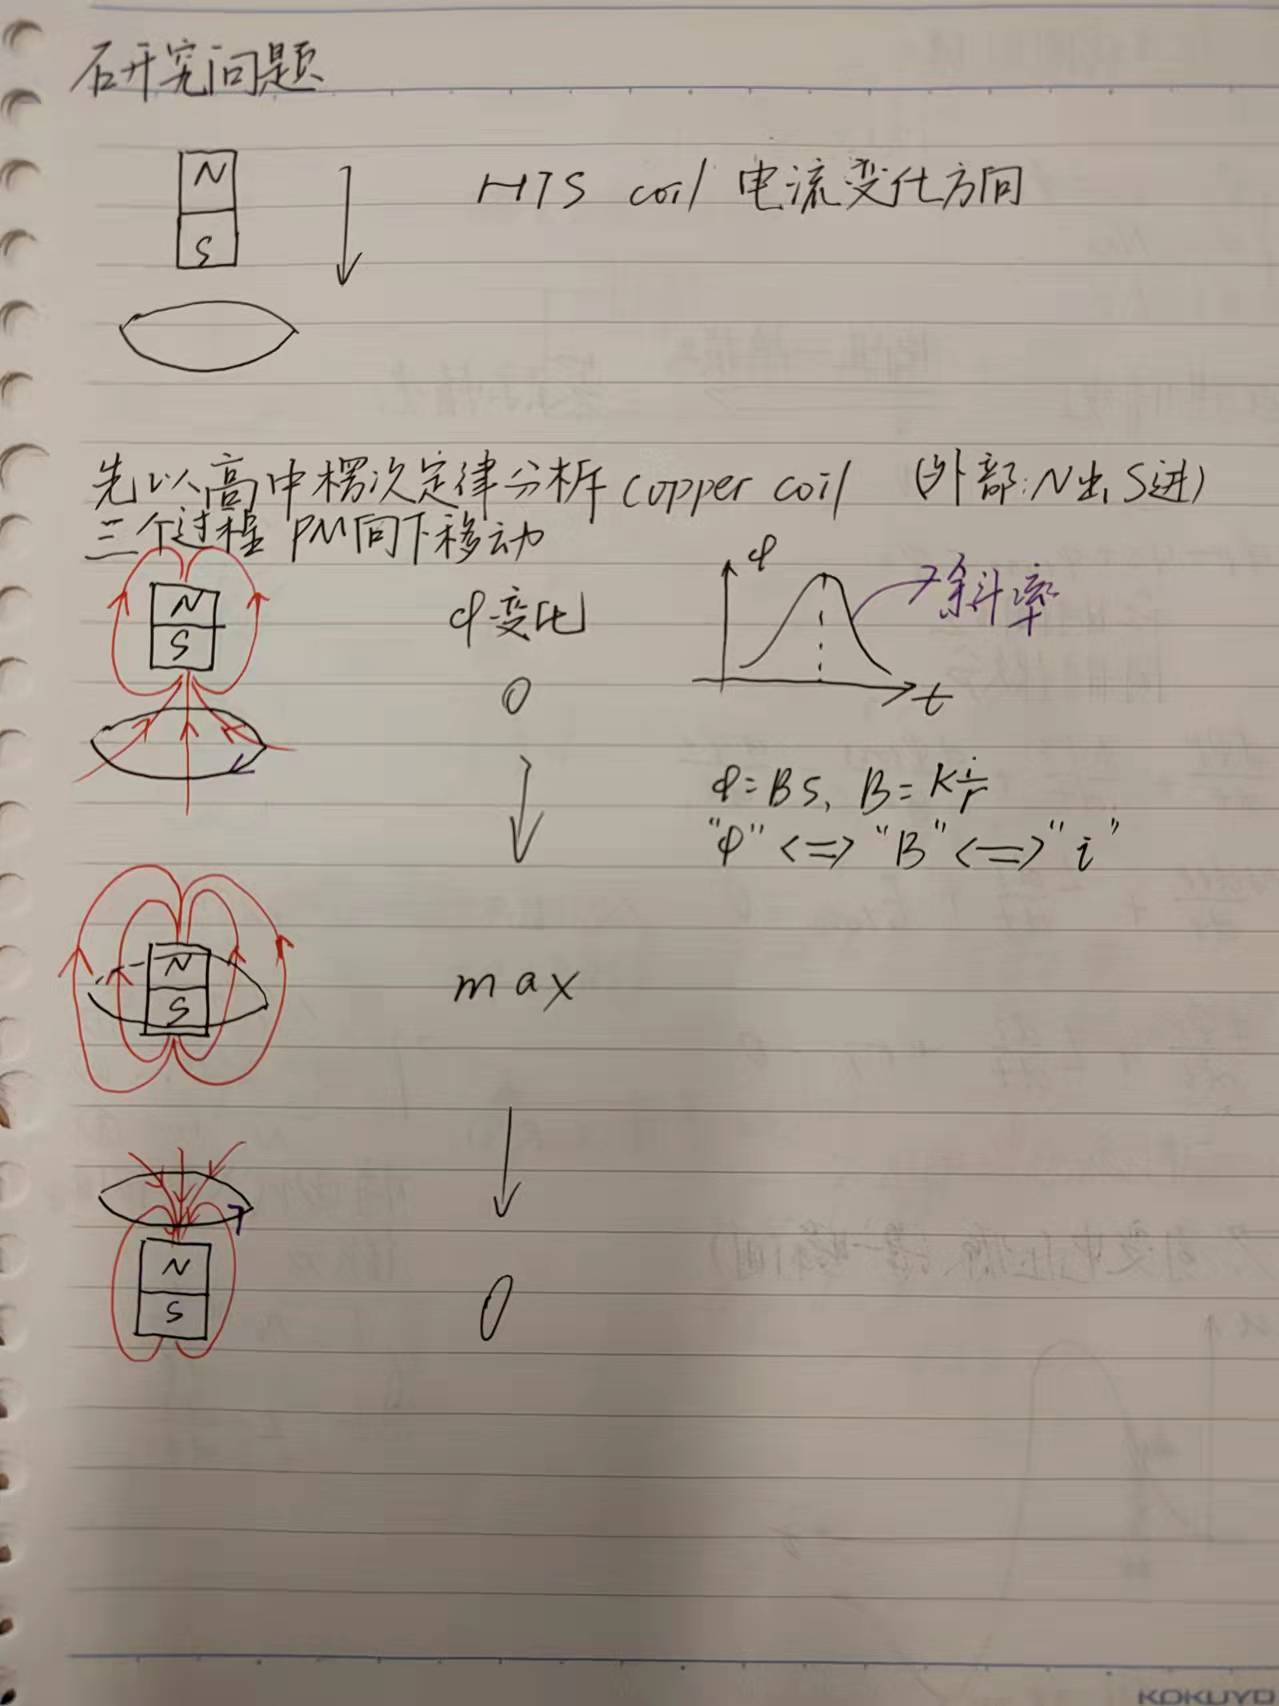 研究问题
N
S
HTS coil 电流变化方向
先以高中楞次定律分析 copper coil (外部:N出,S进)
三个过程 PM向下移动
N
S
φ变化
φ
斜率
t
0
φ=BS, B=K i/r
"φ" <=> "B" <=> "i"
N
S
max
N
S
0
KOKUYO